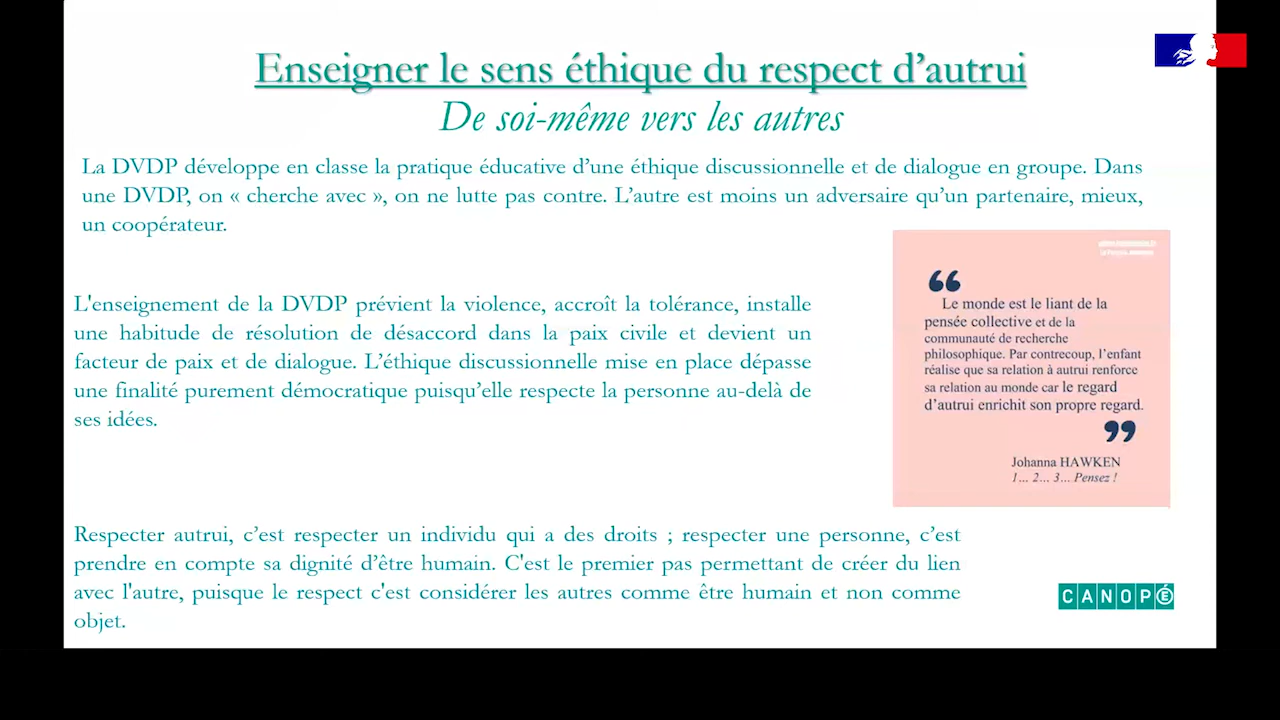 Enseigner le sens éthique du respect d’autrui
De soi-même vers les autres
La DVDP développe en classe la pratique éducative d’une éthique discussionnelle et de dialogue en groupe. Dans
une DVDP, on « cherche avec », on ne lutte pas contre. L’autre est moins un adversaire qu’un partenaire, mieux,
un coopérateur.
L'enseignement de la DVDP prévient la violence, accroît la tolérance, installe
une habitude de résolution de désaccord dans la paix civile et devient un
facteur de paix et de dialogue. L’éthique discussionnelle mise en place dépasse
une finalité purement démocratique puisqu’elle respecte la personne au-delà de
ses idées.
“
Le monde est le liant de la
pensée collective et de la
communauté de recherche
philosophique. Par contrecoup, l’enfant
réalise que sa relation à autrui renforce
sa relation au monde car le regard
d’autrui enrichit son propre regard.
”
Johanna HAWKEN
1… 2… 3… Pensez !
Respecter autrui, c’est respecter un individu qui a des droits ; respecter une personne, c’est
prendre en compte sa dignité d’être humain. C'est le premier pas permettant de créer du lien
avec l'autre, puisque le respect c'est considérer les autres comme être humain et non comme
objet.
CANOPÉ